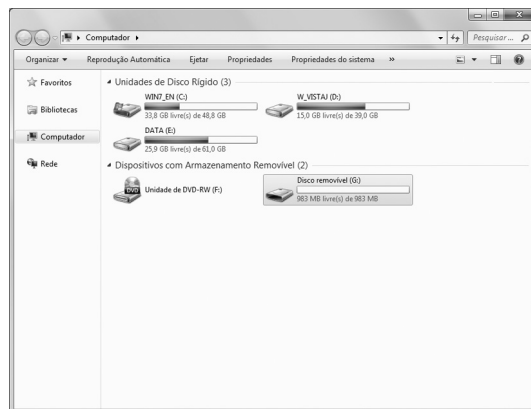 Computador
Pesquisar ...
Organizar
Reprodução Automática
Ejetar
Propriedades
Propriedades do sistema
»
Favoritos
Bibliotecas
Computador
Rede
Unidades de Disco Rígido (3)
WIN7_EN (C:)
33,8 GB livre(s) de 48,8 GB
W_VISTAJ (D:)
15,0 GB livre(s) de 39,0 GB
DATA (E:)
25,9 GB livre(s) de 61,0 GB
Dispositivos com Armazenamento Removível (2)
DVD
Unidade de DVD-RW (F:)
Disco removível (G:)
983 MB livre(s) de 983 MB